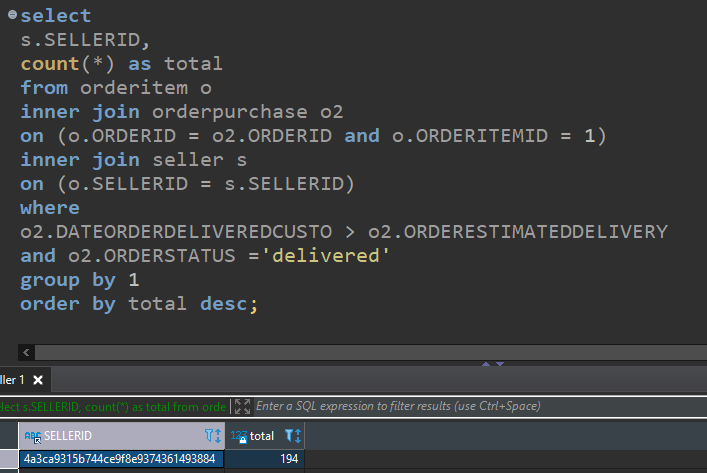 select
s.SELLERID,
count(*) as total
from orderitem o
inner join orderpurchase o2
on (o.ORDERID = o2.ORDERID and o.ORDERITEMID = 1)
inner join seller s
on (o.SELLERID = s.SELLERID)
where
o2.DATEORDERDELIVEREDCUSTO > o2.ORDERESTIMATEDDELIVERY
and o2.ORDERSTATUS ='delivered'
group by 1
order by total desc;
ller 1
lect s.SELLERID, count(*) as total from orde Enter a SQL expression to filter results (use Ctrl+Space)
ABC SELLERID 123 total
4a3ca9315b744ce9f8e9374361493884 194